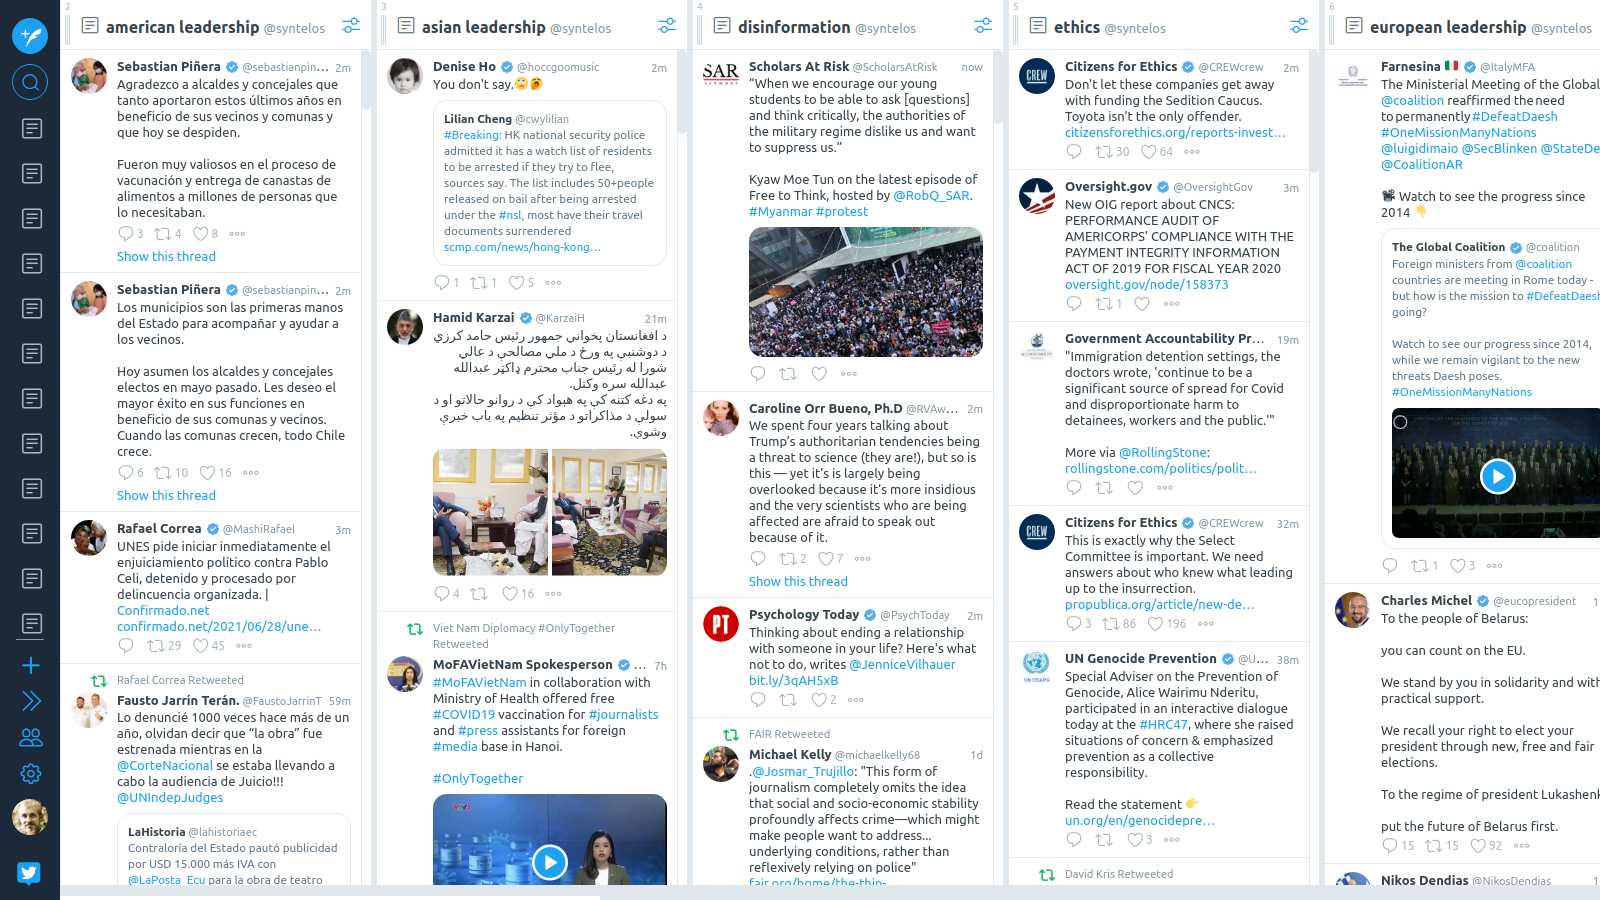 2
american leadership @syntelos
Sebastian Piñera @sebastianpin... 2m
Agradezco a alcaldes y concejales que
tanto aportaron estos últimos años en
beneficio de sus vecinos y comunas y
que hoy se despiden.
Fueron muy valiosos en el proceso de
vacunación y entrega de canastas de
alimentos a millones de personas que
lo necesitaban.
3 4 8
Show this thread
Sebastian Piñera @sebastianpin... 2m
Los municipios son las primeras manos
del Estado para acompañar y ayudar a
los vecinos.
Hoy asumen los alcaldes y concejales
electos en mayo pasado. Les deseo el
mayor éxito en sus funciones en
beneficio de sus comunas y vecinos.
Cuando las comunas crecen, todo Chile
crece.
6 10 16
Show this thread
Rafael Correa @MashiRafael 3m
UNES pide iniciar inmediatamente el
enjuiciamiento político contra Pablo
Celi, detenido y procesado por
delincuencia organizada. |
Confirmado.net
confirmado.net/2021/06/28/une...
29 45
Rafael Correa Retweeted
Fausto Jarrín Terán. @FaustoJarrinT 59m
Lo denuncié 1000 veces hace más de un
año, olvidan decir que “la obra” fue
estrenada mientras en la
@CorteNacional se estaba llevando a
cabo la audiencia de Juicio!!!
@UNIndepJudges
LaHistoria @lahistoriaec
Contraloría del Estado pautó publicidad
por USD 15.000 más IVA con
@LaPosta_Ecu para la obra de teatro
3
asian leadership @syntelos
Denise Ho @hoccgoomusic 2m
You don't say.🙄🤔
Lilian Cheng @cwylilian
#Breaking: HK national security police
admitted it has a watch list of residents
to be arrested if they try to flee,
sources say. The list includes 50+people
released on bail after being arrested
under the #nsl, most have their travel
documents surrendered
scmp.com/news/hong-kong...
1 1 5
Hamid Karzai @KarzaiH 21m
د افغانستان پخواني جمهور رئیس حامد کرزي
د دوشنبې په ورځ د ملي مصالحې د عالي
شورا له رئیس جناب محترم ډاکټر عبدالله
عبدالله سره وکتل.
په دغه کتنه کې په هېواد کې د روانو حالاتو او د
سولې د مذاکراتو د مؤثر تنظیم په باب خبرې
وشوې.
4 16
Viet Nam Diplomacy #OnlyTogether
Retweeted
MoFAVietNam Spokesperson ... 7h
#MoFAVietNam in collaboration with
Ministry of Health offered free
#COVID19 vaccination for #journalists
and #press assistants for foreign
#media base in Hanoi.
#OnlyTogether
4
disinformation @syntelos
SAR
NETWORK
Scholars At Risk @ScholarsAtRisk now
“When we encourage our young
students to be able to ask [questions]
and think critically, the authorities of
the military regime dislike us and want
to suppress us.”
Kyaw Moe Tun on the latest episode of
Free to Think, hosted by @RobQ_SAR.
#Myanmar #protest
Caroline Orr Bueno, Ph.D @RVAw... 2m
We spent four years talking about
Trump’s authoritarian tendencies being
a threat to science (they are!), but so is
this — yet it’s is largely being
overlooked because it’s more insidious
and the very scientists who are being
affected are afraid to speak out
because of it.
2 7
Show this thread
PT
Psychology Today @PsychToday 2m
Thinking about ending a relationship
with someone in your life? Here's what
not to do, writes @JenniceVilhauer
bit.ly/3qAH5xB
2
FAIR Retweeted
Michael Kelly @michaelkelly68 1d
.@Josmar_Trujillo: "This form of
journalism completely omits the idea
that social and socio-economic stability
profoundly affects crime—which might
make people want to address...
underlying conditions, rather than
reflexively relying on police"
fair.org/home/the-thin-
5
ethics @syntelos
CREW
Citizens for Ethics @CREWcrew 2m
Don't let these companies get away
with funding the Sedition Caucus.
Toyota isn't the only offender.
citizensforethics.org/reports-invest...
30 64
Oversight.gov @OversightGov 3m
New OIG report about CNCS:
PERFORMANCE AUDIT OF
AMERICORPS’ COMPLIANCE WITH THE
PAYMENT INTEGRITY INFORMATION
ACT OF 2019 FOR FISCAL YEAR 2020
oversight.gov/node/158373
1
Government Accountability Pr... 19m
"Immigration detention settings, the
doctors wrote, 'continue to be a
significant source of spread for Covid
and disproportionate harm to
detainees, workers and the public.'"
More via @RollingStone:
rollingstone.com/politics/polit...
CREW
Citizens for Ethics @CREWcrew 32m
This is exactly why the Select
Committee is important. We need
answers about who knew what leading
up to the insurrection.
propublica.org/article/new-de...
3 86 196
UN Genocide Prevention @U... 38m
Special Adviser on the Prevention of
Genocide, Alice Wairimu Nderitu,
participated in an interactive dialogue
today at the #HRC47, where she raised
situations of concern & emphasized
prevention as a collective
responsibility.
Read the statement 👉
un.org/en/genocidepre...
3
David Kris Retweeted
6
european leadership @syntelos
Farnesina 🇮🇹 @ItalyMFA
The Ministerial Meeting of the Global
@coalition reaffirmed the need
to permanently #DefeatDaesh
#OneMissionManyNations
@luigidimaio @SecBlinken @StateDe
@CoalitionAR
📽 Watch to see the progress since
2014 👇
The Global Coalition @coalition
Foreign ministers from @coalition
countries are meeting in Rome today -
but how is the mission to #DefeatDaesh
going?
Watch to see our progress since 2014,
while we remain vigilant to the new
threats Daesh poses.
#OneMissionManyNations
1 3
Charles Michel @eucopresident 1
To the people of Belarus:
you can count on the EU.
We stand by you in solidarity and with
practical support.
We recall your right to elect your
president through new, free and fair
elections.
To the regime of president Lukashenk
put the future of Belarus first.
15 15 92
Nikos Dendias @NikosDendias 1